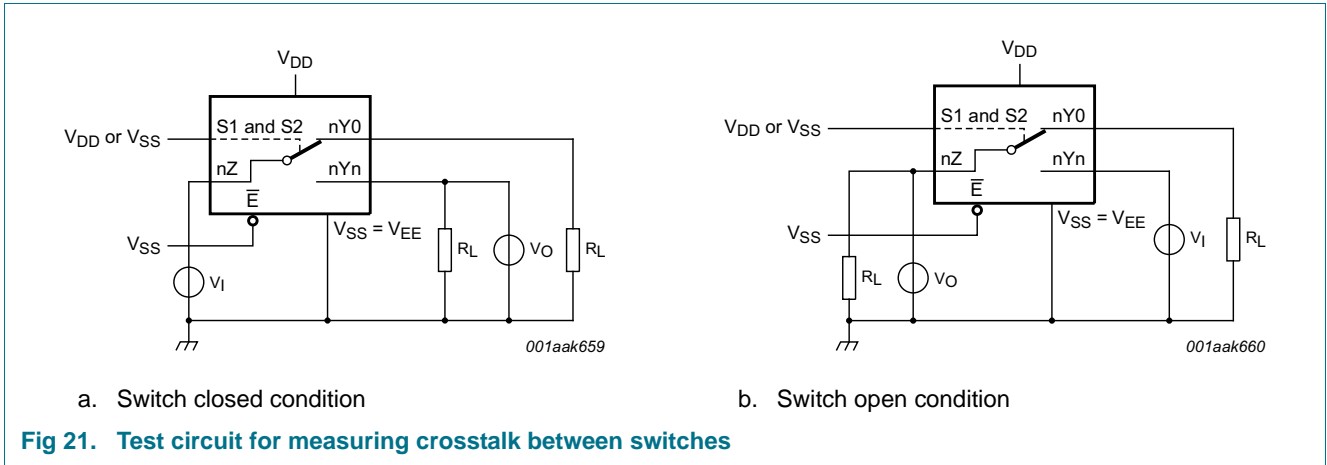 VDD
S1 and S2
nY0
VDD or VSS
nZ
nYn
E
VSS = VEE
VSS
RL
VO
RL
VI
001aak659
a. Switch closed condition
VDD
S1 and S2
nY0
VDD or VSS
nZ
nYn
E
VSS = VEE
VSS
VI
RL
RL
VO
001aak660
b. Switch open condition
Fig 21. Test circuit for measuring crosstalk between switches